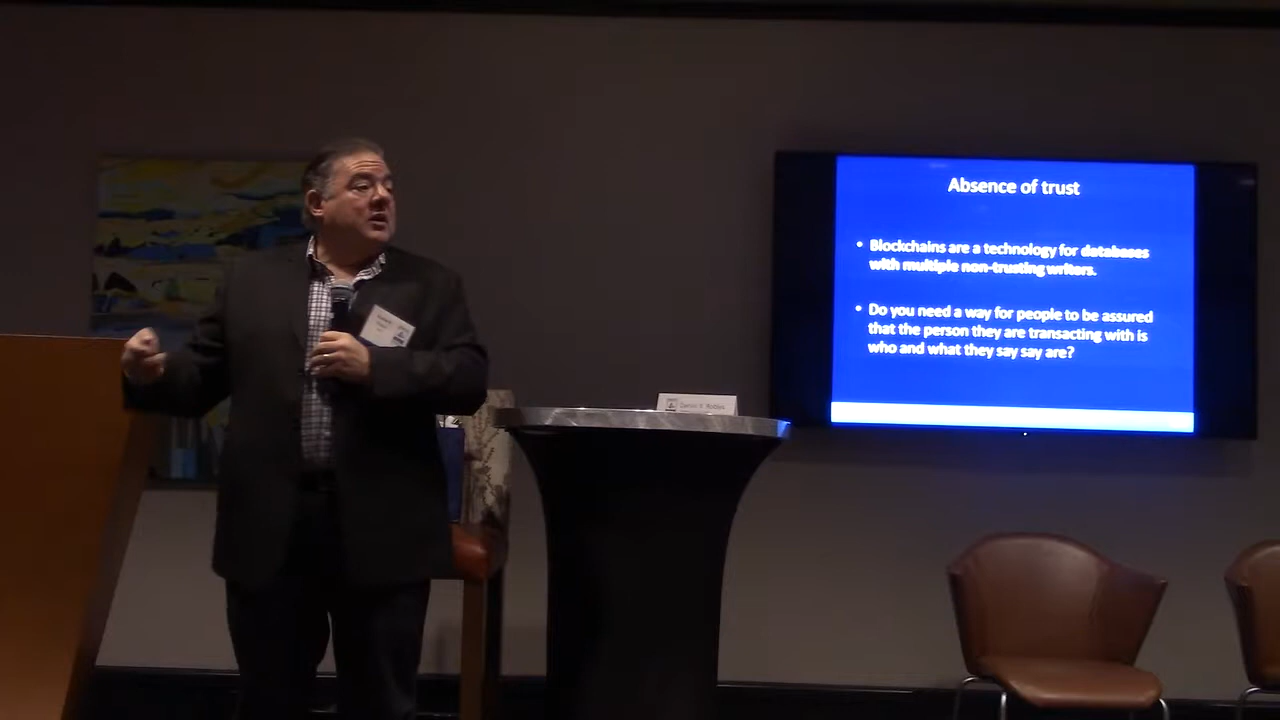 Absence of trust
• Blockchains are a technology for databases
with multiple non-trusting writers.
• Do you need a way for people to be assured
that the person they are transacting with is
who and what they say say are?